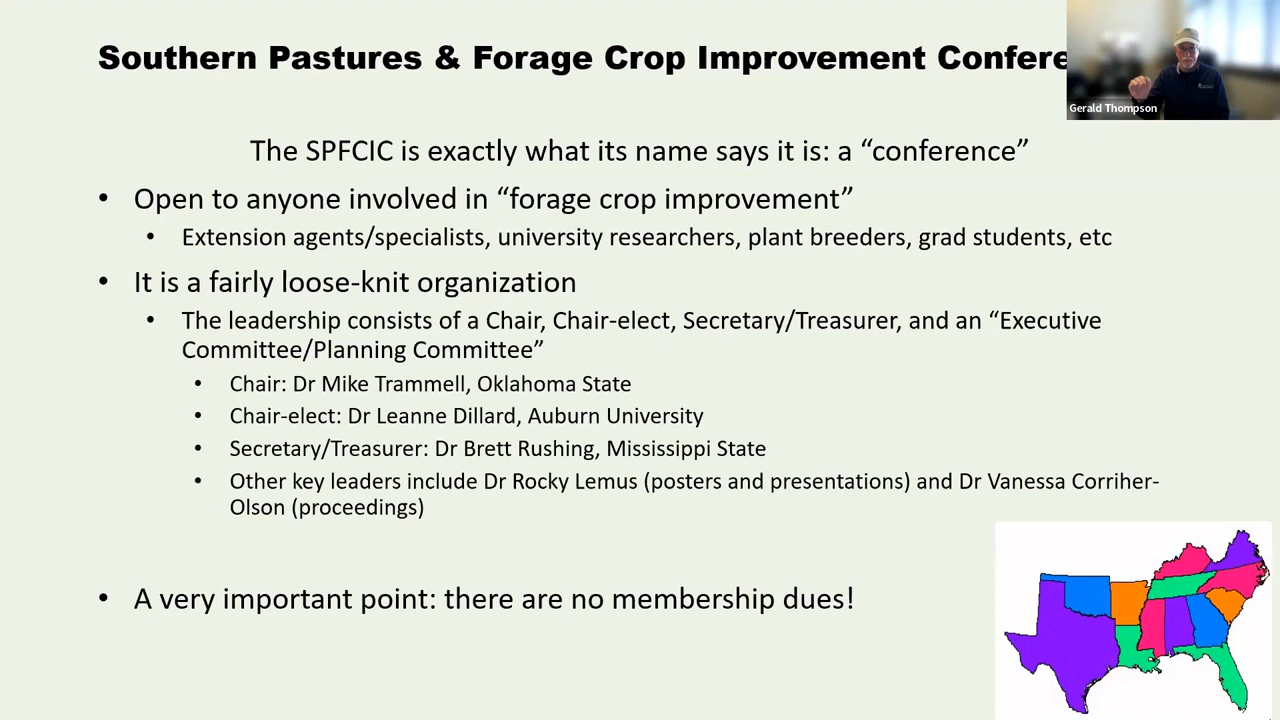 Southern Pastures & Forage Crop Improvement Confere
Gerald Thompson
The SPFCIC is exactly what its name says it is: a “conference”
• Open to anyone involved in “forage crop improvement”
• Extension agents/specialists, university researchers, plant breeders, grad students, etc
• It is a fairly loose-knit organization
• The leadership consists of a Chair, Chair-elect, Secretary/Treasurer, and an “Executive
Committee/Planning Committee”
• Chair: Dr Mike Trammell, Oklahoma State
• Chair-elect: Dr Leanne Dillard, Auburn University
• Secretary/Treasurer: Dr Brett Rushing, Mississippi State
• Other key leaders include Dr Rocky Lemus (posters and presentations) and Dr Vanessa Corriher-
Olson (proceedings)
• A very important point: there are no membership dues!